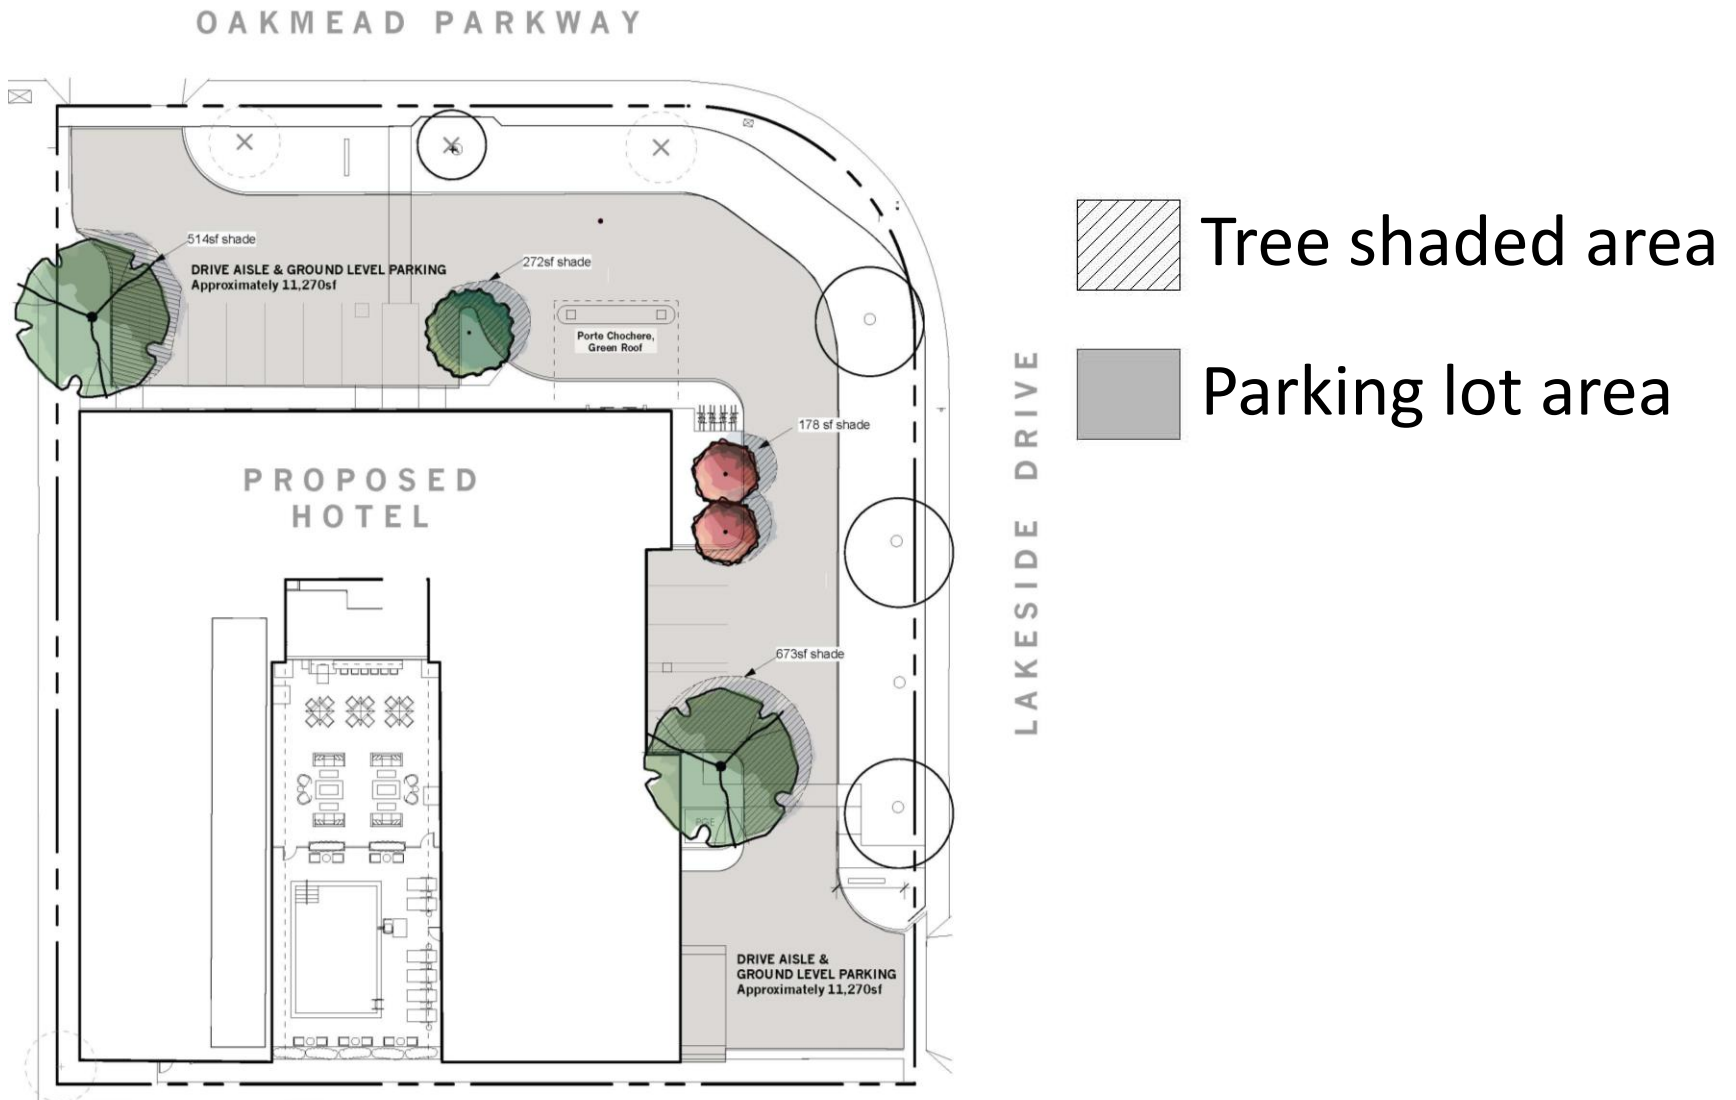 OAKMEAD PARKWAY
514sf shade
272sf shade
DRIVE AISLE & GROUND LEVEL PARKING
Approximately 11,270sf
Porte Chochere,
Green Roof
178 sf shade
PROPOSED
HOTEL
673sf shade
PGE
DRIVE AISLE &
GROUND LEVEL PARKING
Approximately 11,270sf
LAKESIDE DRIVE
Tree shaded area
Parking lot area